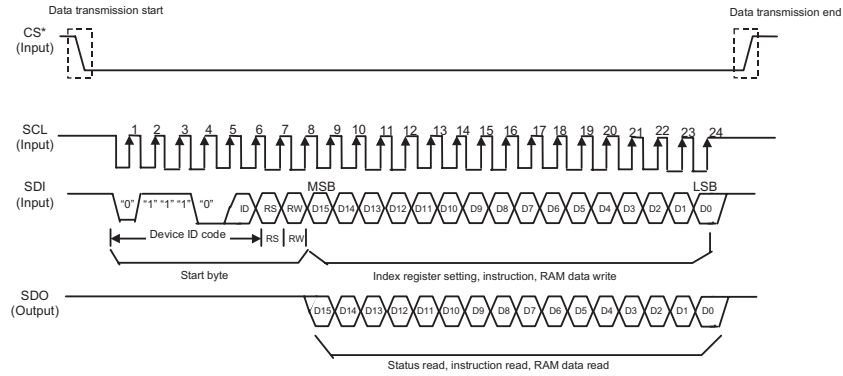 Data transmission start
Data transmission end
CS*
(Input)
SCL
(Input)
1 2 3 4 5 6 7 8 9 10 11 12 13 14 15 16 17 18 19 20 21 22 23 24
SDI
(Input)
MSB
LSB
"0" "1" "1" "1" "0" ID RS RW D15 D14 D13 D12 D11 D10 D9 D8 D7 D6 D5 D4 D3 D2 D1 D0
Device ID code RS RW
Start byte
Index register setting, instruction, RAM data write
SDO
(Output)
D15 D14 D13 D12 D11 D10 D9 D8 D7 D6 D5 D4 D3 D2 D1 D0
Status read, instruction read, RAM data read